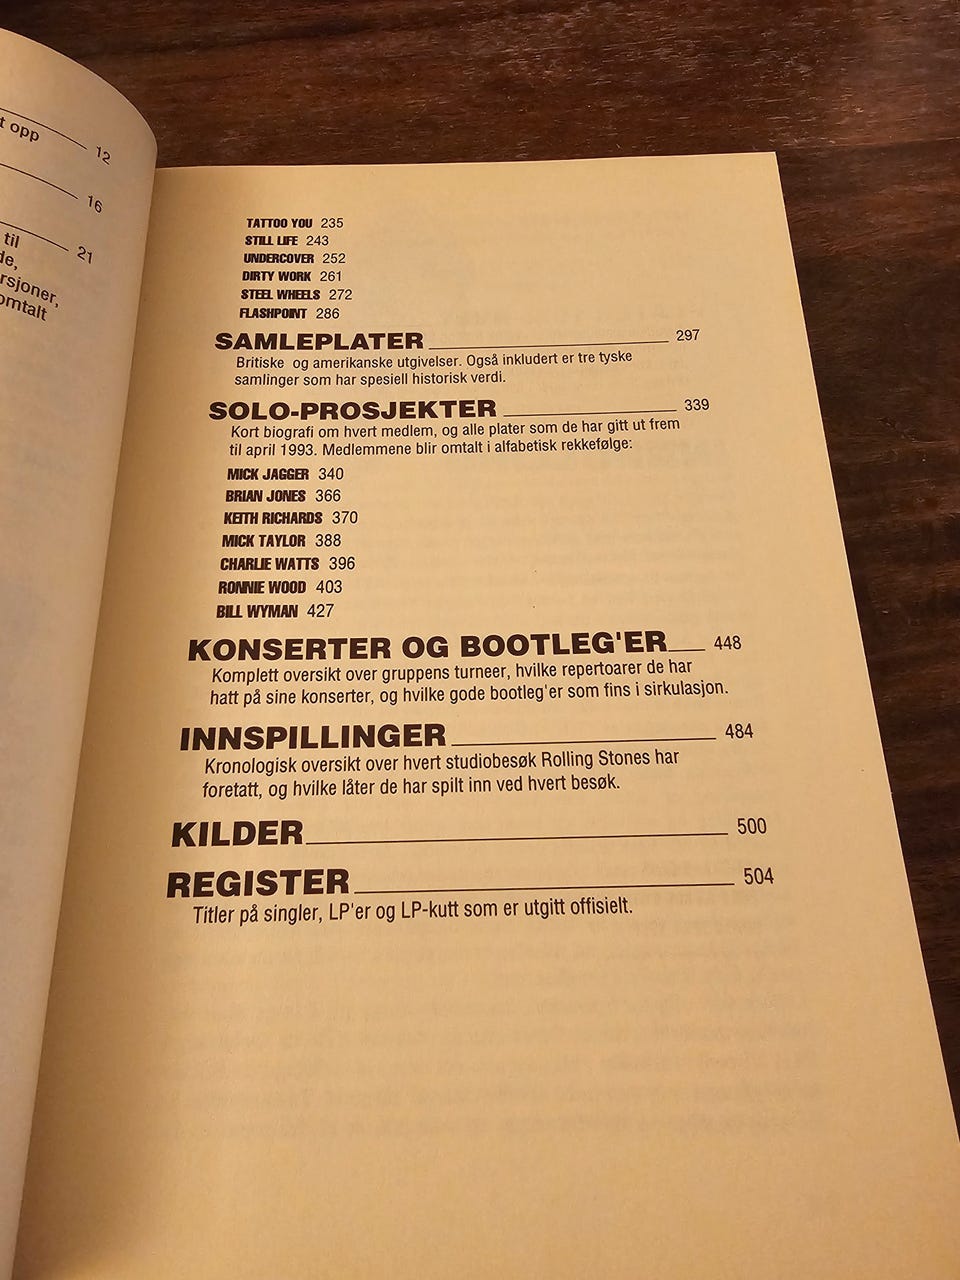 t opp
12
16
21
til
de,
rsjoner,
omtalt
TATTOO YOU 235
STILL LIFE 243
UNDERCOVER 252
DIRTY WORK 261
STEEL WHEELS 272
FLASHPOINT 286
SAMLEPLATER 297
Britiske og amerikanske utgivelser. Også inkludert er tre tyske
samlinger som har spesiell historisk verdi.
SOLO-PROSJEKTER 339
Kort biografi om hvert medlem, og alle plater som de har gitt ut frem
til april 1993. Medlemmene blir omtalt i alfabetisk rekkefølge:
MICK JAGGER 340
BRIAN JONES 366
KEITH RICHARDS 370
MICK TAYLOR 388
CHARLIE WATTS 396
RONNIE WOOD 403
BILL WYMAN 427
KONSERTER OG BOOTLEG'ER 448
Komplett oversikt over gruppens turneer, hvilke repertoarer de har
hatt på sine konserter, og hvilke gode bootleg'er som fins i sirkulasjon.
INNSPILLINGER 484
Kronologisk oversikt over hvert studiobesøk Rolling Stones har
foretatt, og hvilke låter de har spilt inn ved hvert besøk.
KILDER 500
REGISTER 504
Titler på singler, LP'er og LP-kutt som er utgitt offisielt.